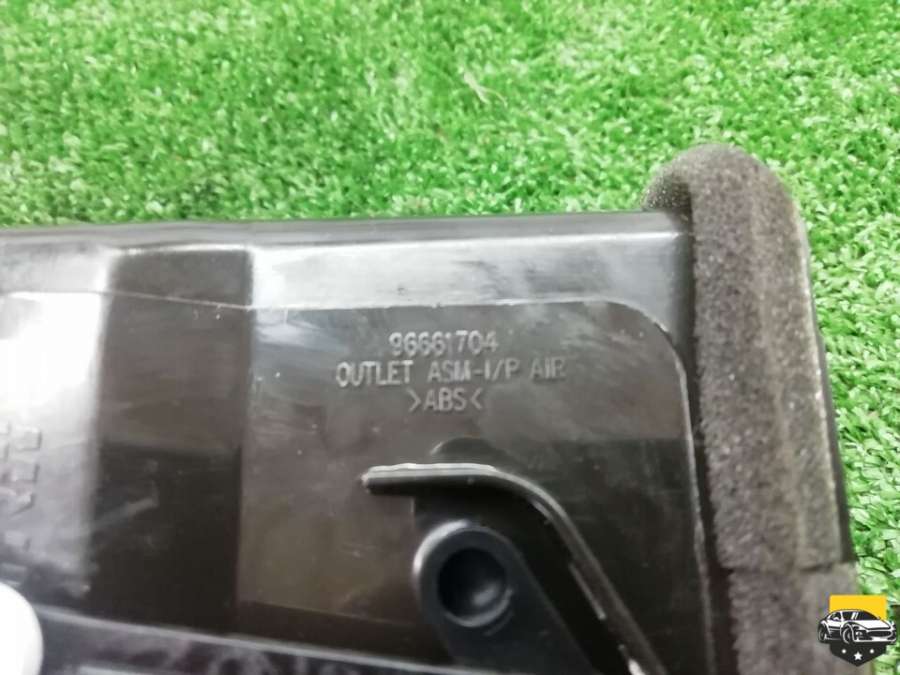 96661704
OUTLET ASM-I/P AIR
>ABS<